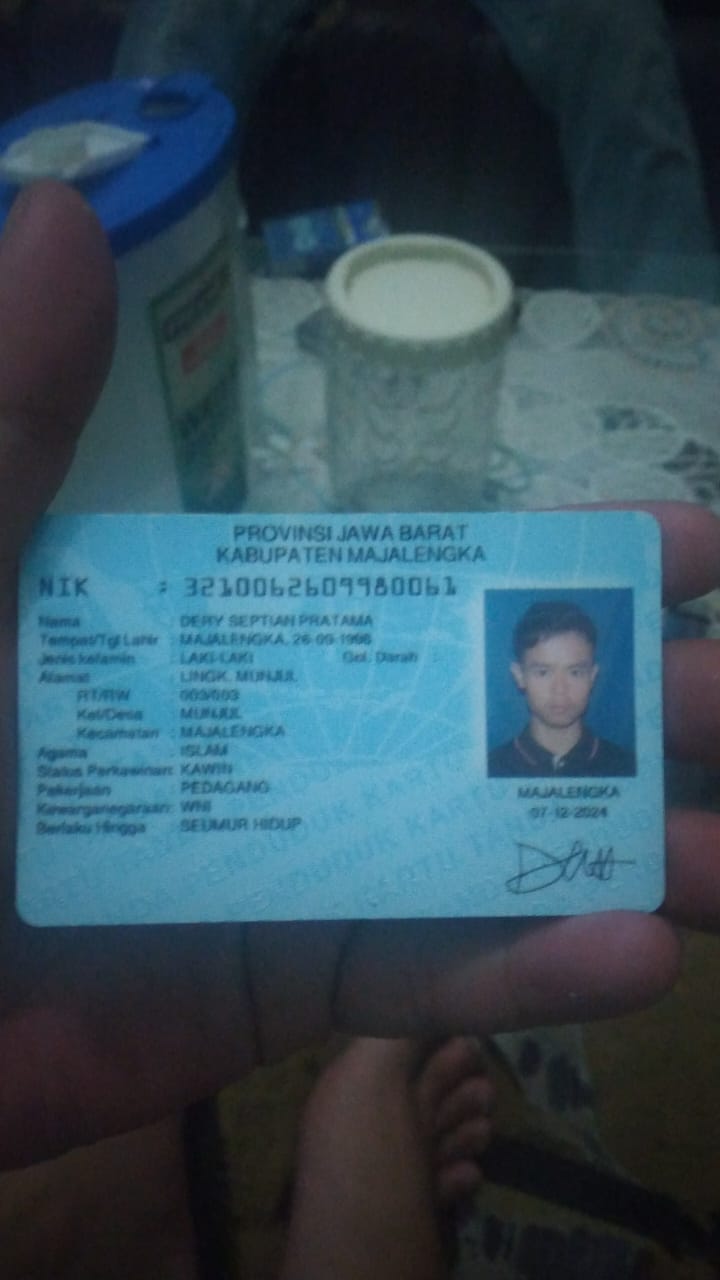 PROVINSI JAWA BARAT
KABUPATEN MAJALENGKA
NIK : 3210062609980061
Nama : DERY SEPTIAN PRATAMA
Tempat/Tgl Lahir : MAJALENGKA, 26-09-1998
Jenis kelamin : LAKI-LAKI Gol. Darah :
Alamat : LINGK. MUNJUL
RT/RW : 003/003
Kel/Desa : MUNJUL
Kecamatan : MAJALENGKA
Agama : ISLAM
Status Perkawinan: KAWIN
Pekerjaan : PEDAGANG
Kewarganegaraan: WNI
Berlaku Hingga : SEUMUR HIDUP
MAJALENGKA
07-12-2024